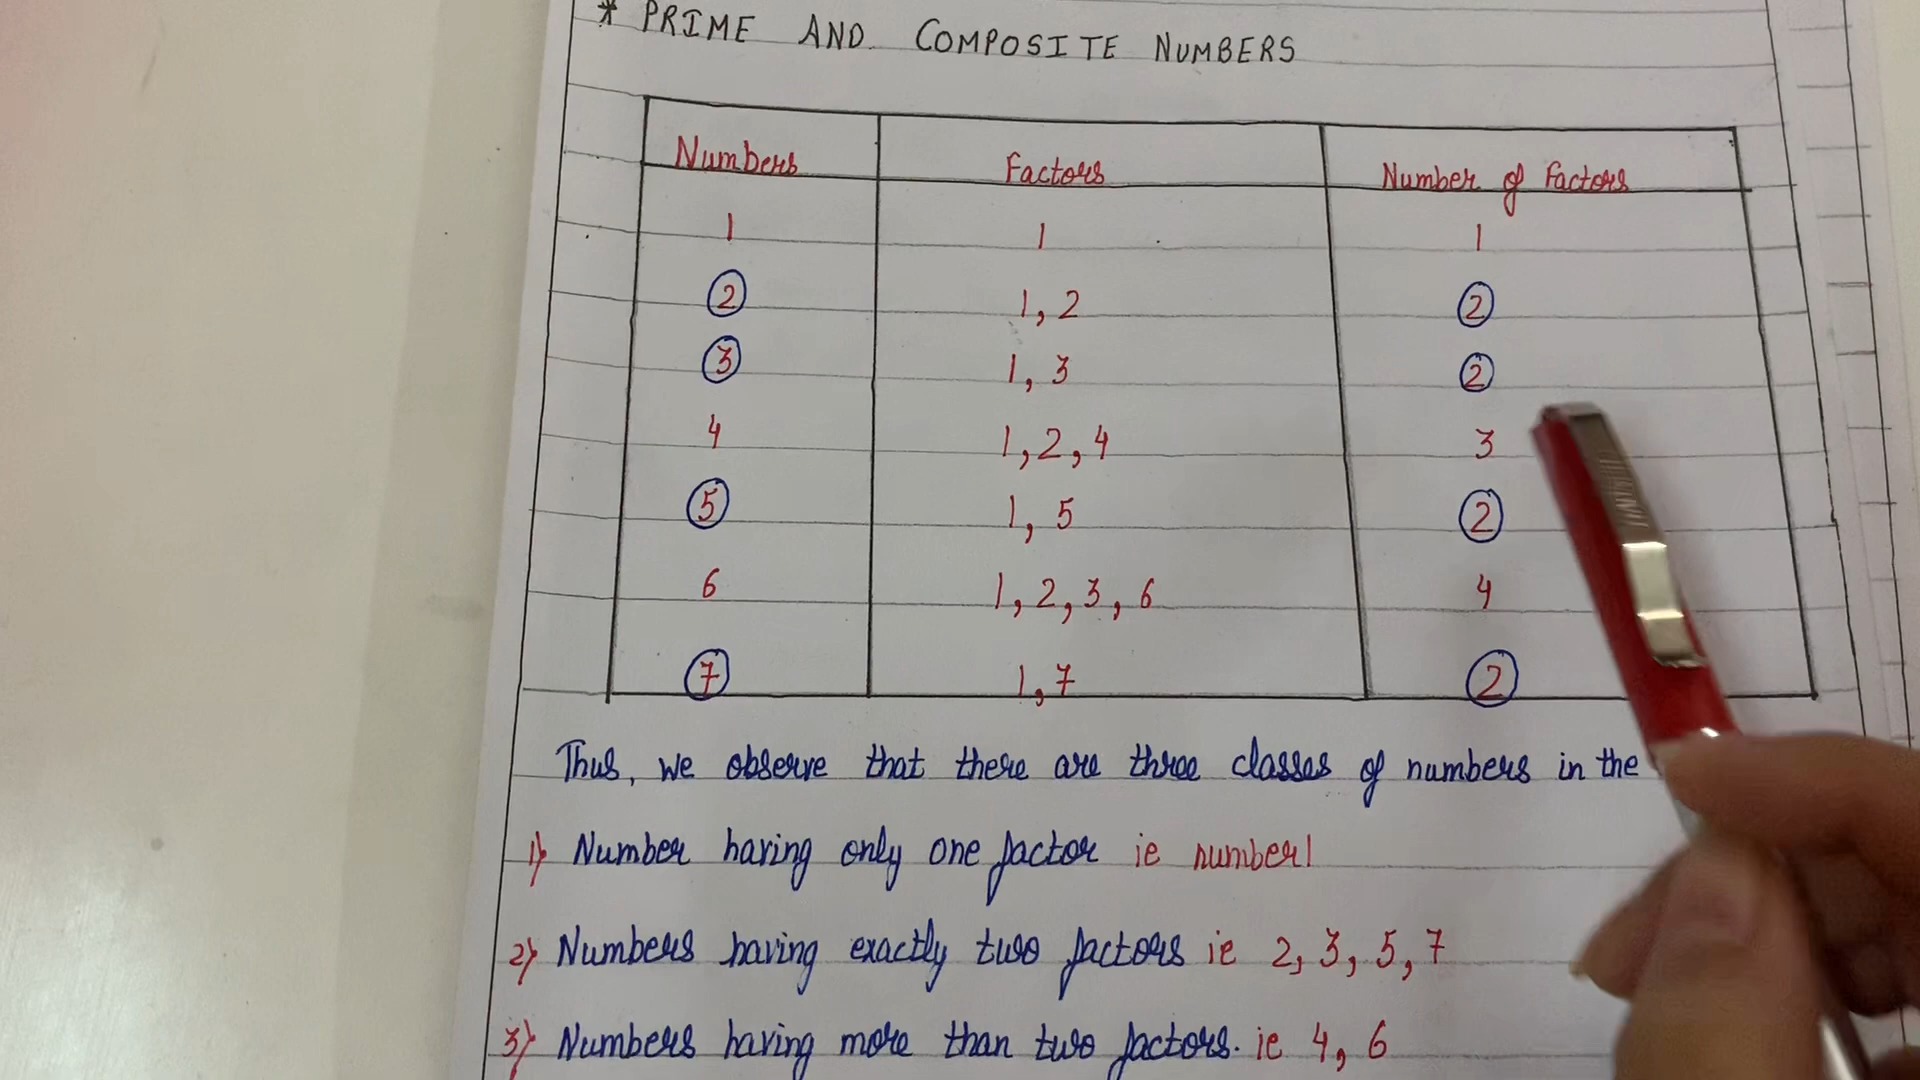 * PRIME AND COMPOSITE NUMBERS
Numbers Factors Number of factors
1 1 1
2 1, 2 2
3 1, 3 2
4 1, 2, 4 3
5 1, 5 2
6 1, 2, 3, 6 4
7 1, 7 2
Thus, we observe that there are three classes of numbers in the
1) Number having only one factor ie number 1
2) Numbers having exactly two factors ie 2, 3, 5, 7
3) Numbers having more than two factors. ie 4, 6